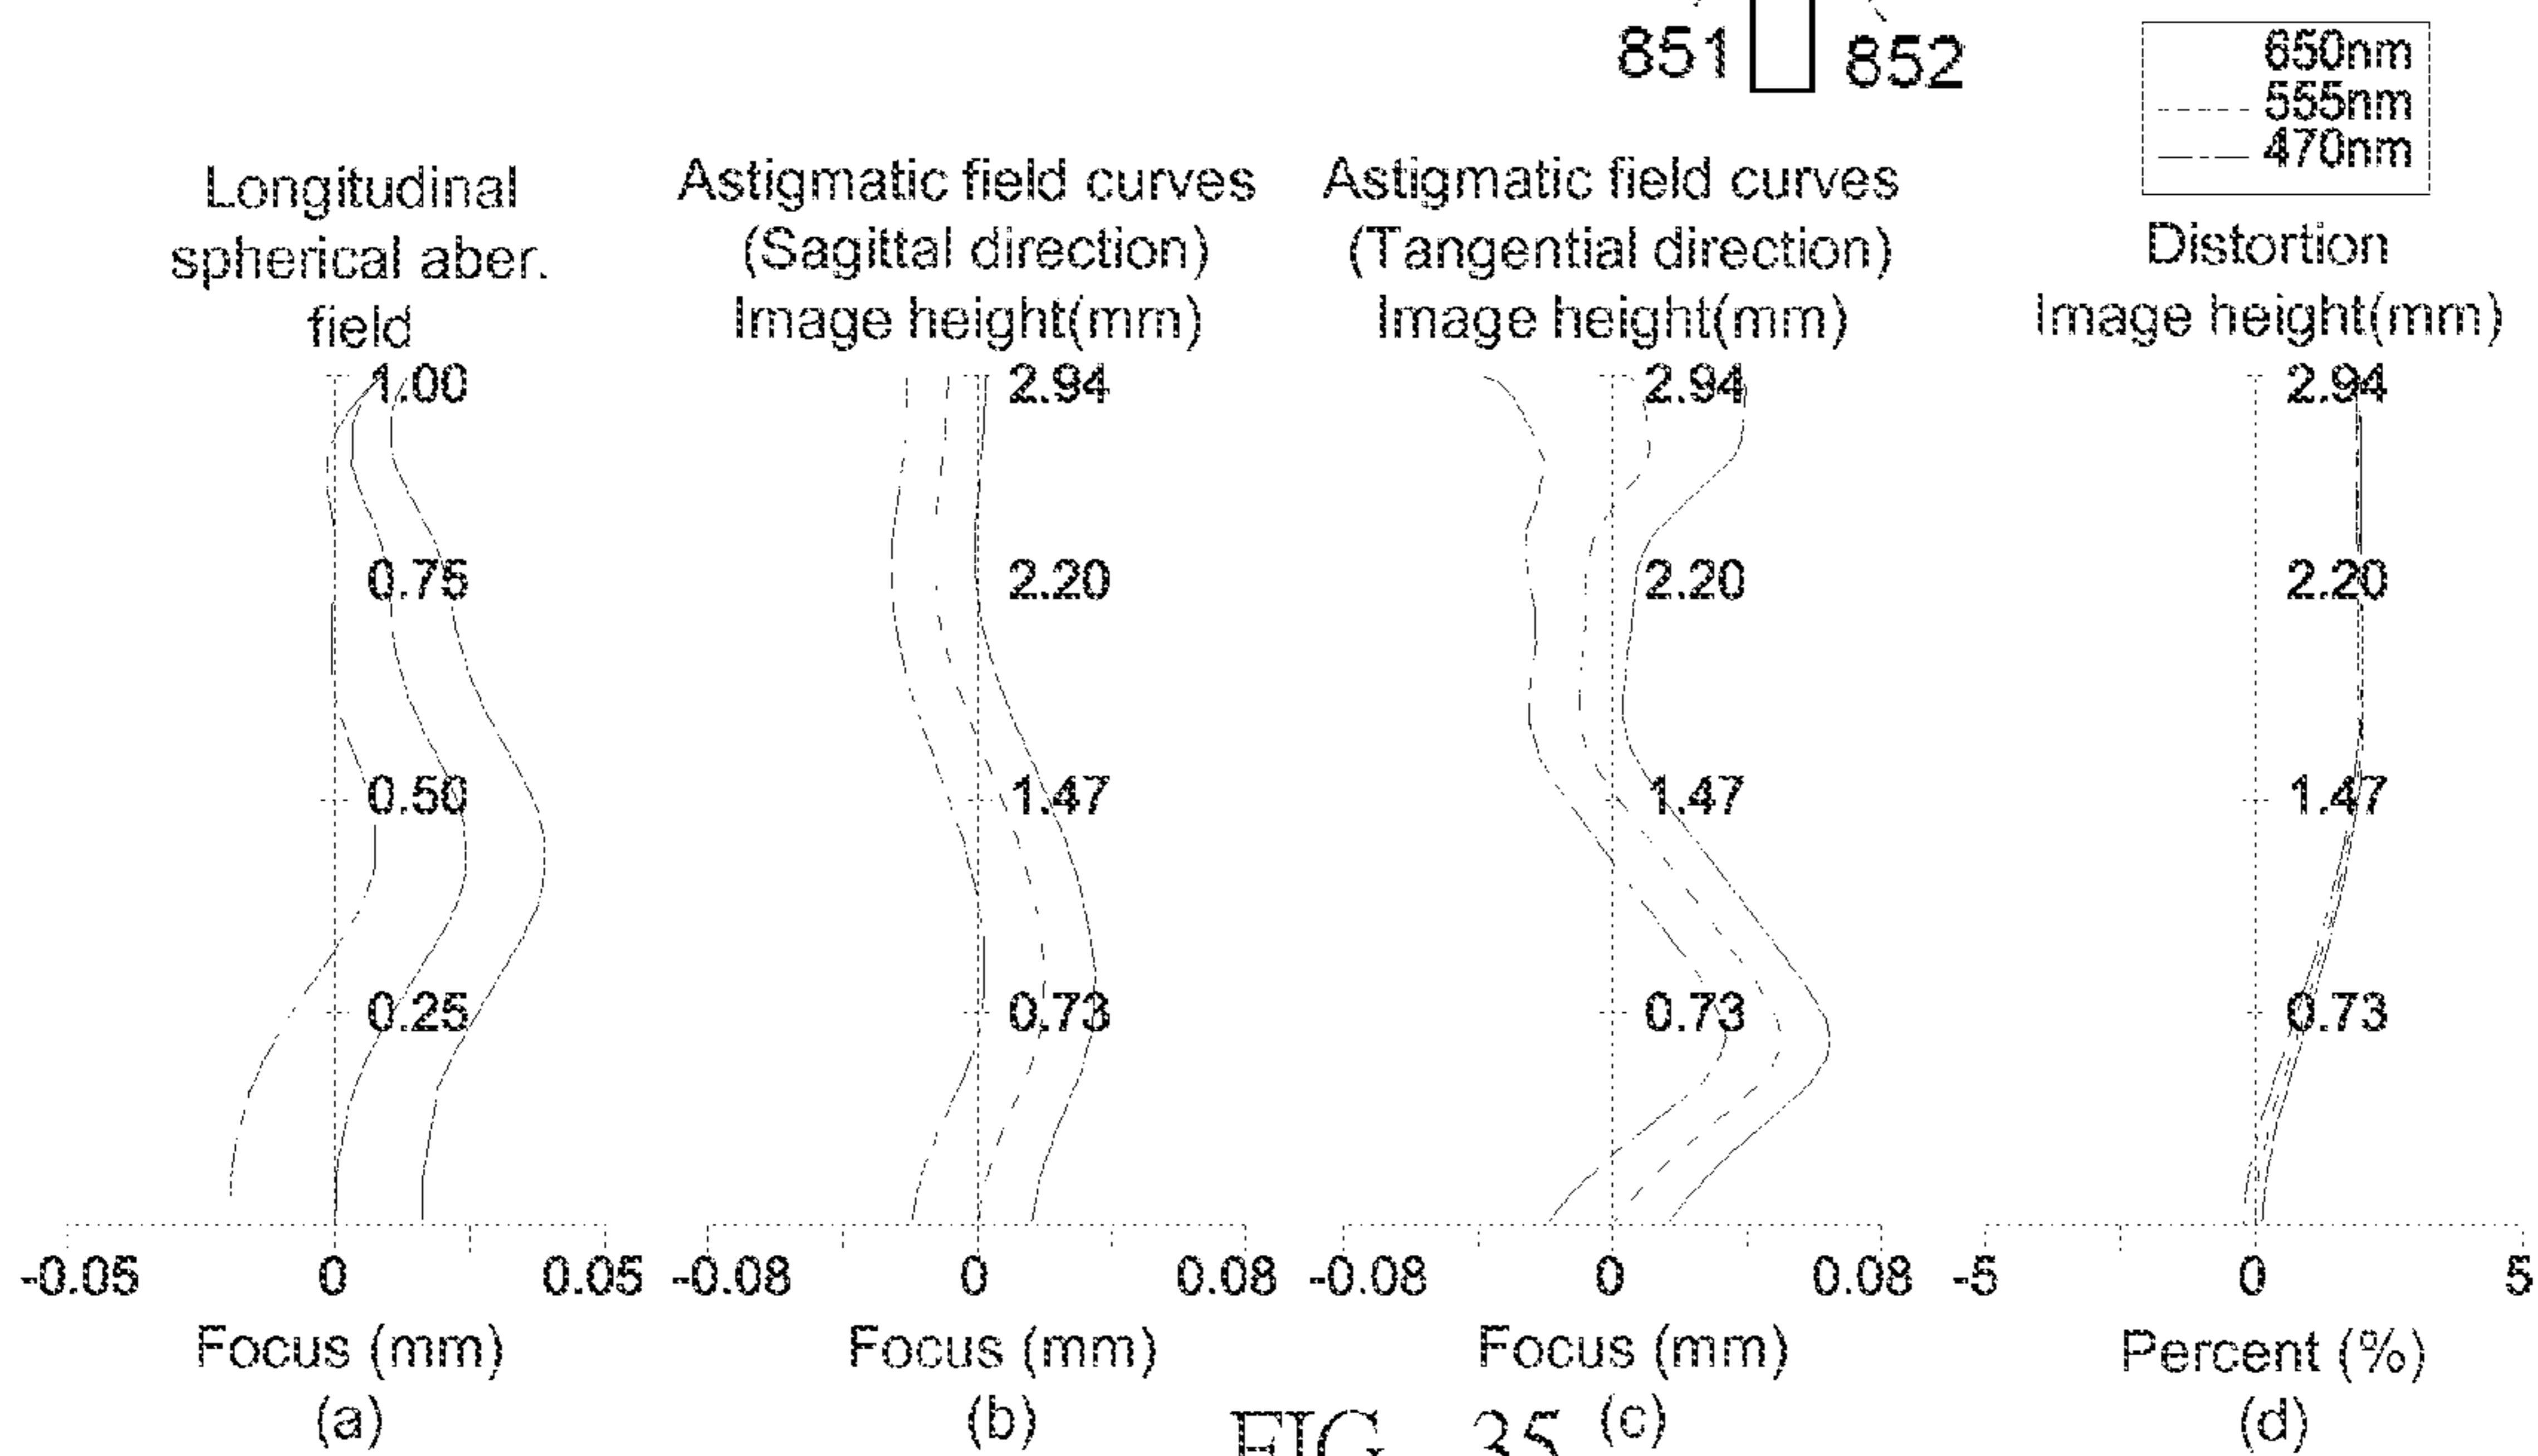 851 852
650nm
555nm
470nm
Longitudinal
spherical aber.
field
1.00
0.75
0.50
0.25
-0.05 0 0.05
Focus (mm)
(a)
Astigmatic field curves
(Sagittal direction)
Image height(mm)
2.94
2.20
1.47
0.73
-0.08 0 0.08
Focus (mm)
(b)
Astigmatic field curves
(Tangential direction)
Image height(mm)
2.94
2.20
1.47
0.73
-0.08 0 0.08
Focus (mm)
(c)
Distortion
Image height(mm)
2.94
2.20
1.47
0.73
-5 0 5
Percent (%)
(d)
FIG. 35